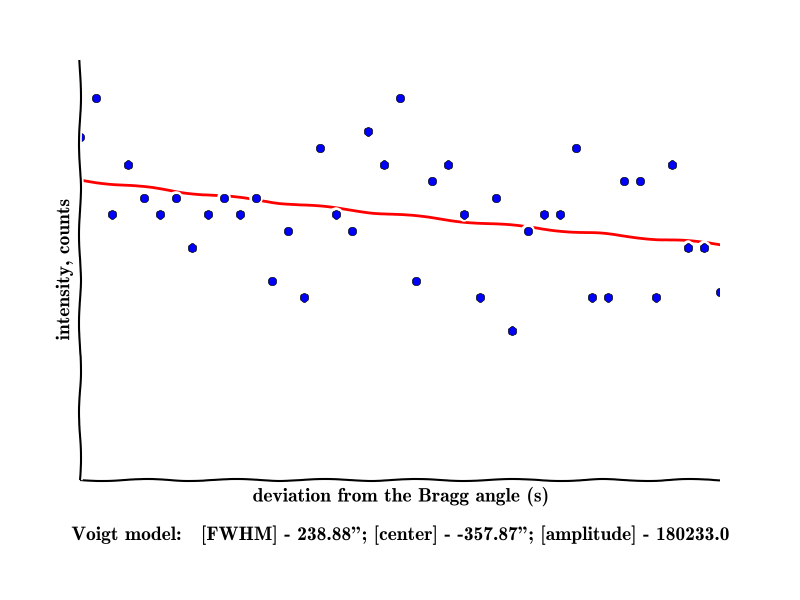 intensity, counts
deviation from the Bragg angle (s)
Voigt model: [FWHM] - 238.88”; [center] - -357.87”; [amplitude] - 180233.0